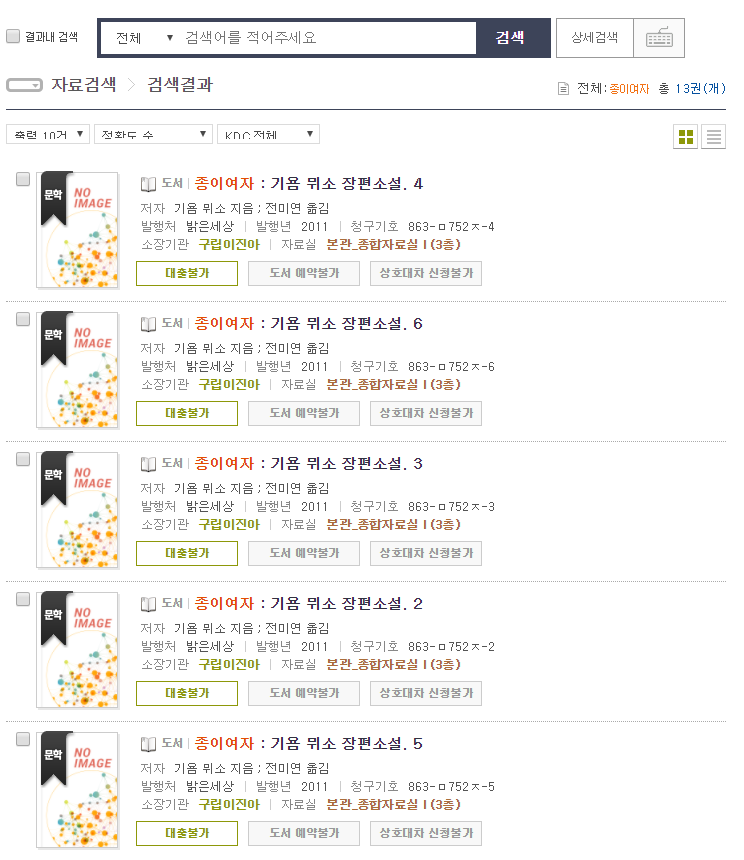 결과내 검색 전체 검색어를 적어주세요 검색 상세검색
자료검색 검색결과 전체:종이여자 총 13권(개)
출력 10건 정확도 순 KDC 전체
문학 NO IMAGE
도서 종이여자 : 기욤 뮈소 장편소설. 4
저자 기욤 뮈소 지음 ; 전미연 옮김
발행처 밝은세상 발행년 2011 청구기호 863-ㅁ752ㅈ-4
소장기관 구립이진아 자료실 본관_종합자료실Ⅰ(3층)
대출불가 도서 예약불가 상호대차 신청불가
문학 NO IMAGE
도서 종이여자 : 기욤 뮈소 장편소설. 6
저자 기욤 뮈소 지음 ; 전미연 옮김
발행처 밝은세상 발행년 2011 청구기호 863-ㅁ752ㅈ-6
소장기관 구립이진아 자료실 본관_종합자료실Ⅰ(3층)
대출불가 도서 예약불가 상호대차 신청불가
문학 NO IMAGE
도서 종이여자 : 기욤 뮈소 장편소설. 3
저자 기욤 뮈소 지음 ; 전미연 옮김
발행처 밝은세상 발행년 2011 청구기호 863-ㅁ752ㅈ-3
소장기관 구립이진아 자료실 본관_종합자료실Ⅰ(3층)
대출불가 도서 예약불가 상호대차 신청불가
문학 NO IMAGE
도서 종이여자 : 기욤 뮈소 장편소설. 2
저자 기욤 뮈소 지음 ; 전미연 옮김
발행처 밝은세상 발행년 2011 청구기호 863-ㅁ752ㅈ-2
소장기관 구립이진아 자료실 본관_종합자료실Ⅰ(3층)
대출불가 도서 예약불가 상호대차 신청불가
문학 NO IMAGE
도서 종이여자 : 기욤 뮈소 장편소설. 5
저자 기욤 뮈소 지음 ; 전미연 옮김
발행처 밝은세상 발행년 2011 청구기호 863-ㅁ752ㅈ-5
소장기관 구립이진아 자료실 본관_종합자료실Ⅰ(3층)
대출불가 도서 예약불가 상호대차 신청불가